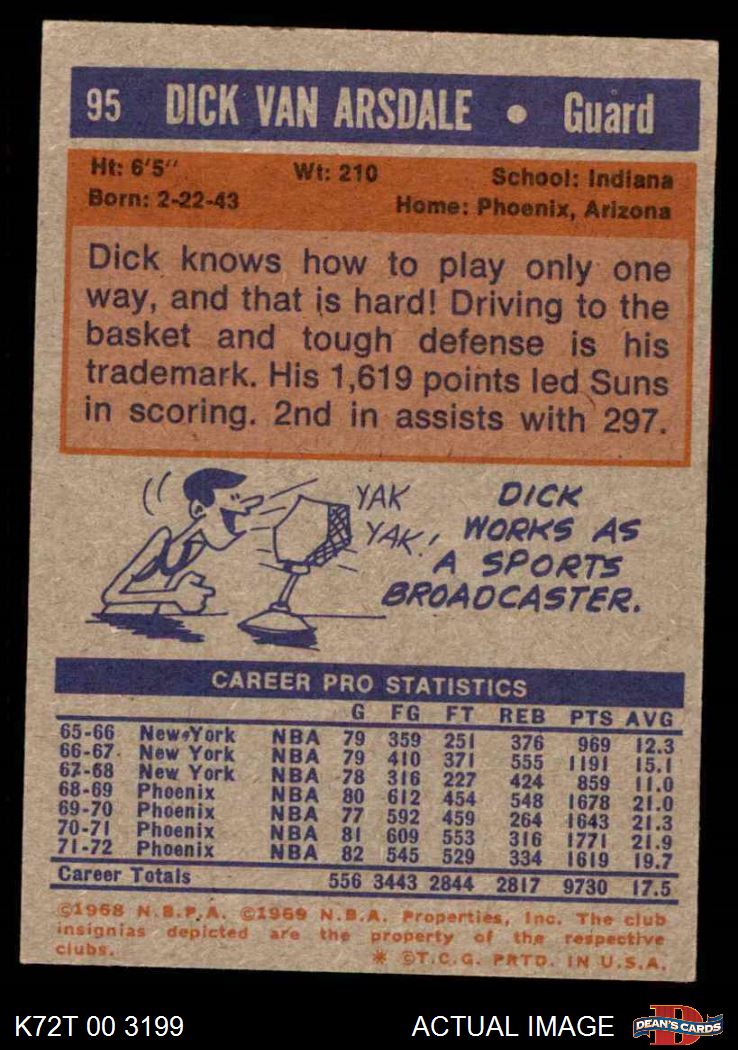 95 DICK VAN ARSDALE • Guard
Ht: 6'5" Wt: 210 School: Indiana
Born: 2-22-43 Home: Phoenix, Arizona
Dick knows how to play only one
way, and that is hard! Driving to the
basket and tough defense is his
trademark. His 1,619 points led Suns
in scoring. 2nd in assists with 297.
YAK
YAK!
DICK
WORKS AS
A SPORTS
BROADCASTER.
CAREER PRO STATISTICS
G FG FT REB PTS AVG
65-66 New York NBA 79 359 251 376 969 12.3
66-67 New York NBA 79 410 371 555 1191 15.1
67-68 New York NBA 78 316 227 424 859 11.0
68-69 Phoenix NBA 80 612 454 548 1678 21.0
69-70 Phoenix NBA 77 592 459 264 1643 21.3
70-71 Phoenix NBA 81 609 553 316 1771 21.9
71-72 Phoenix NBA 82 545 529 334 1619 19.7
Career Totals 556 3443 2844 2817 9730 17.5
©1968 N.B.P.A. ©1969 N.B.A. Properties, Inc. The club
insignias depicted are the property of the respective
clubs. * ©T.C.G. PRTD. IN U.S.A.
K72T 00 3199 ACTUAL IMAGE DEAN'S CARDS